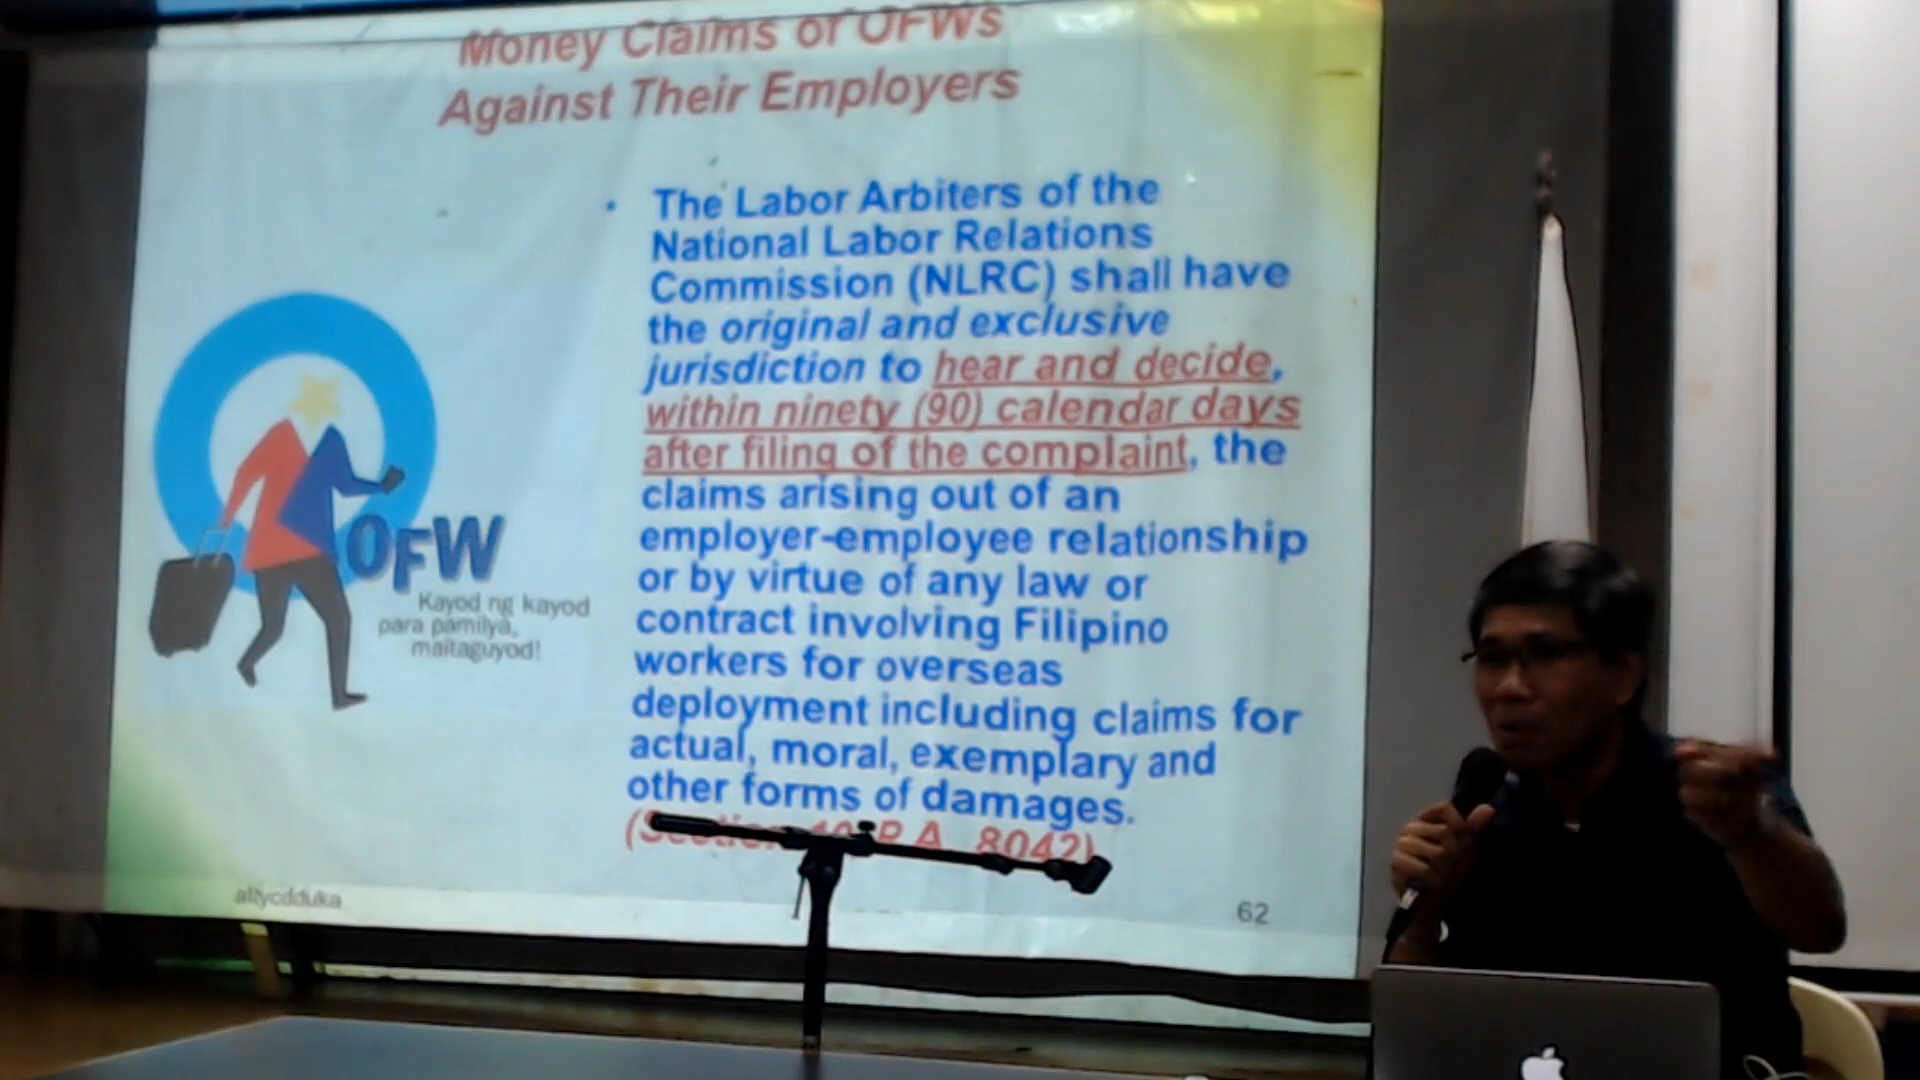 Money Claims of OFWs
Against Their Employers
• The Labor Arbiters of the
National Labor Relations
Commission (NLRC) shall have
the original and exclusive
jurisdiction to hear and decide,
within ninety (90) calendar days
after filing of the complaint, the
claims arising out of an
employer-employee relationship
or by virtue of any law or
contract involving Filipino
workers for overseas
deployment including claims for
actual, moral, exemplary and
other forms of damages.
(Section 10, R.A. 8042)
OFW
Kayod ng kayod
para pamilya,
maitaguyod!
attycdduka
62